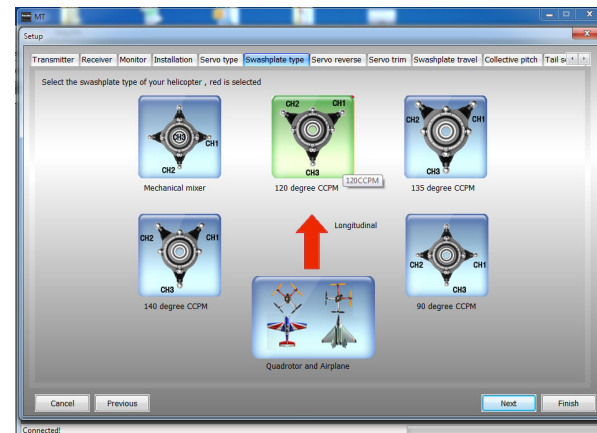 MT
Setup
Transmitter Receiver Monitor Installation Servo type Swashplate type Servo reverse Servo trim Swashplate travel Collective pitch Tail s
Select the swashplate type of your helicopter , red is selected
CH3
CH1
CH2
Mechanical mixer
CH2 CH1
CH3
120CCPM
120 degree CCPM
CH2 CH1
CH3
135 degree CCPM
Longitudinal
CH2 CH1
CH3
140 degree CCPM
CH2 CH1
CH3
90 degree CCPM
Quadrotor and Airplane
Cancel Previous Next Finish
Connected!